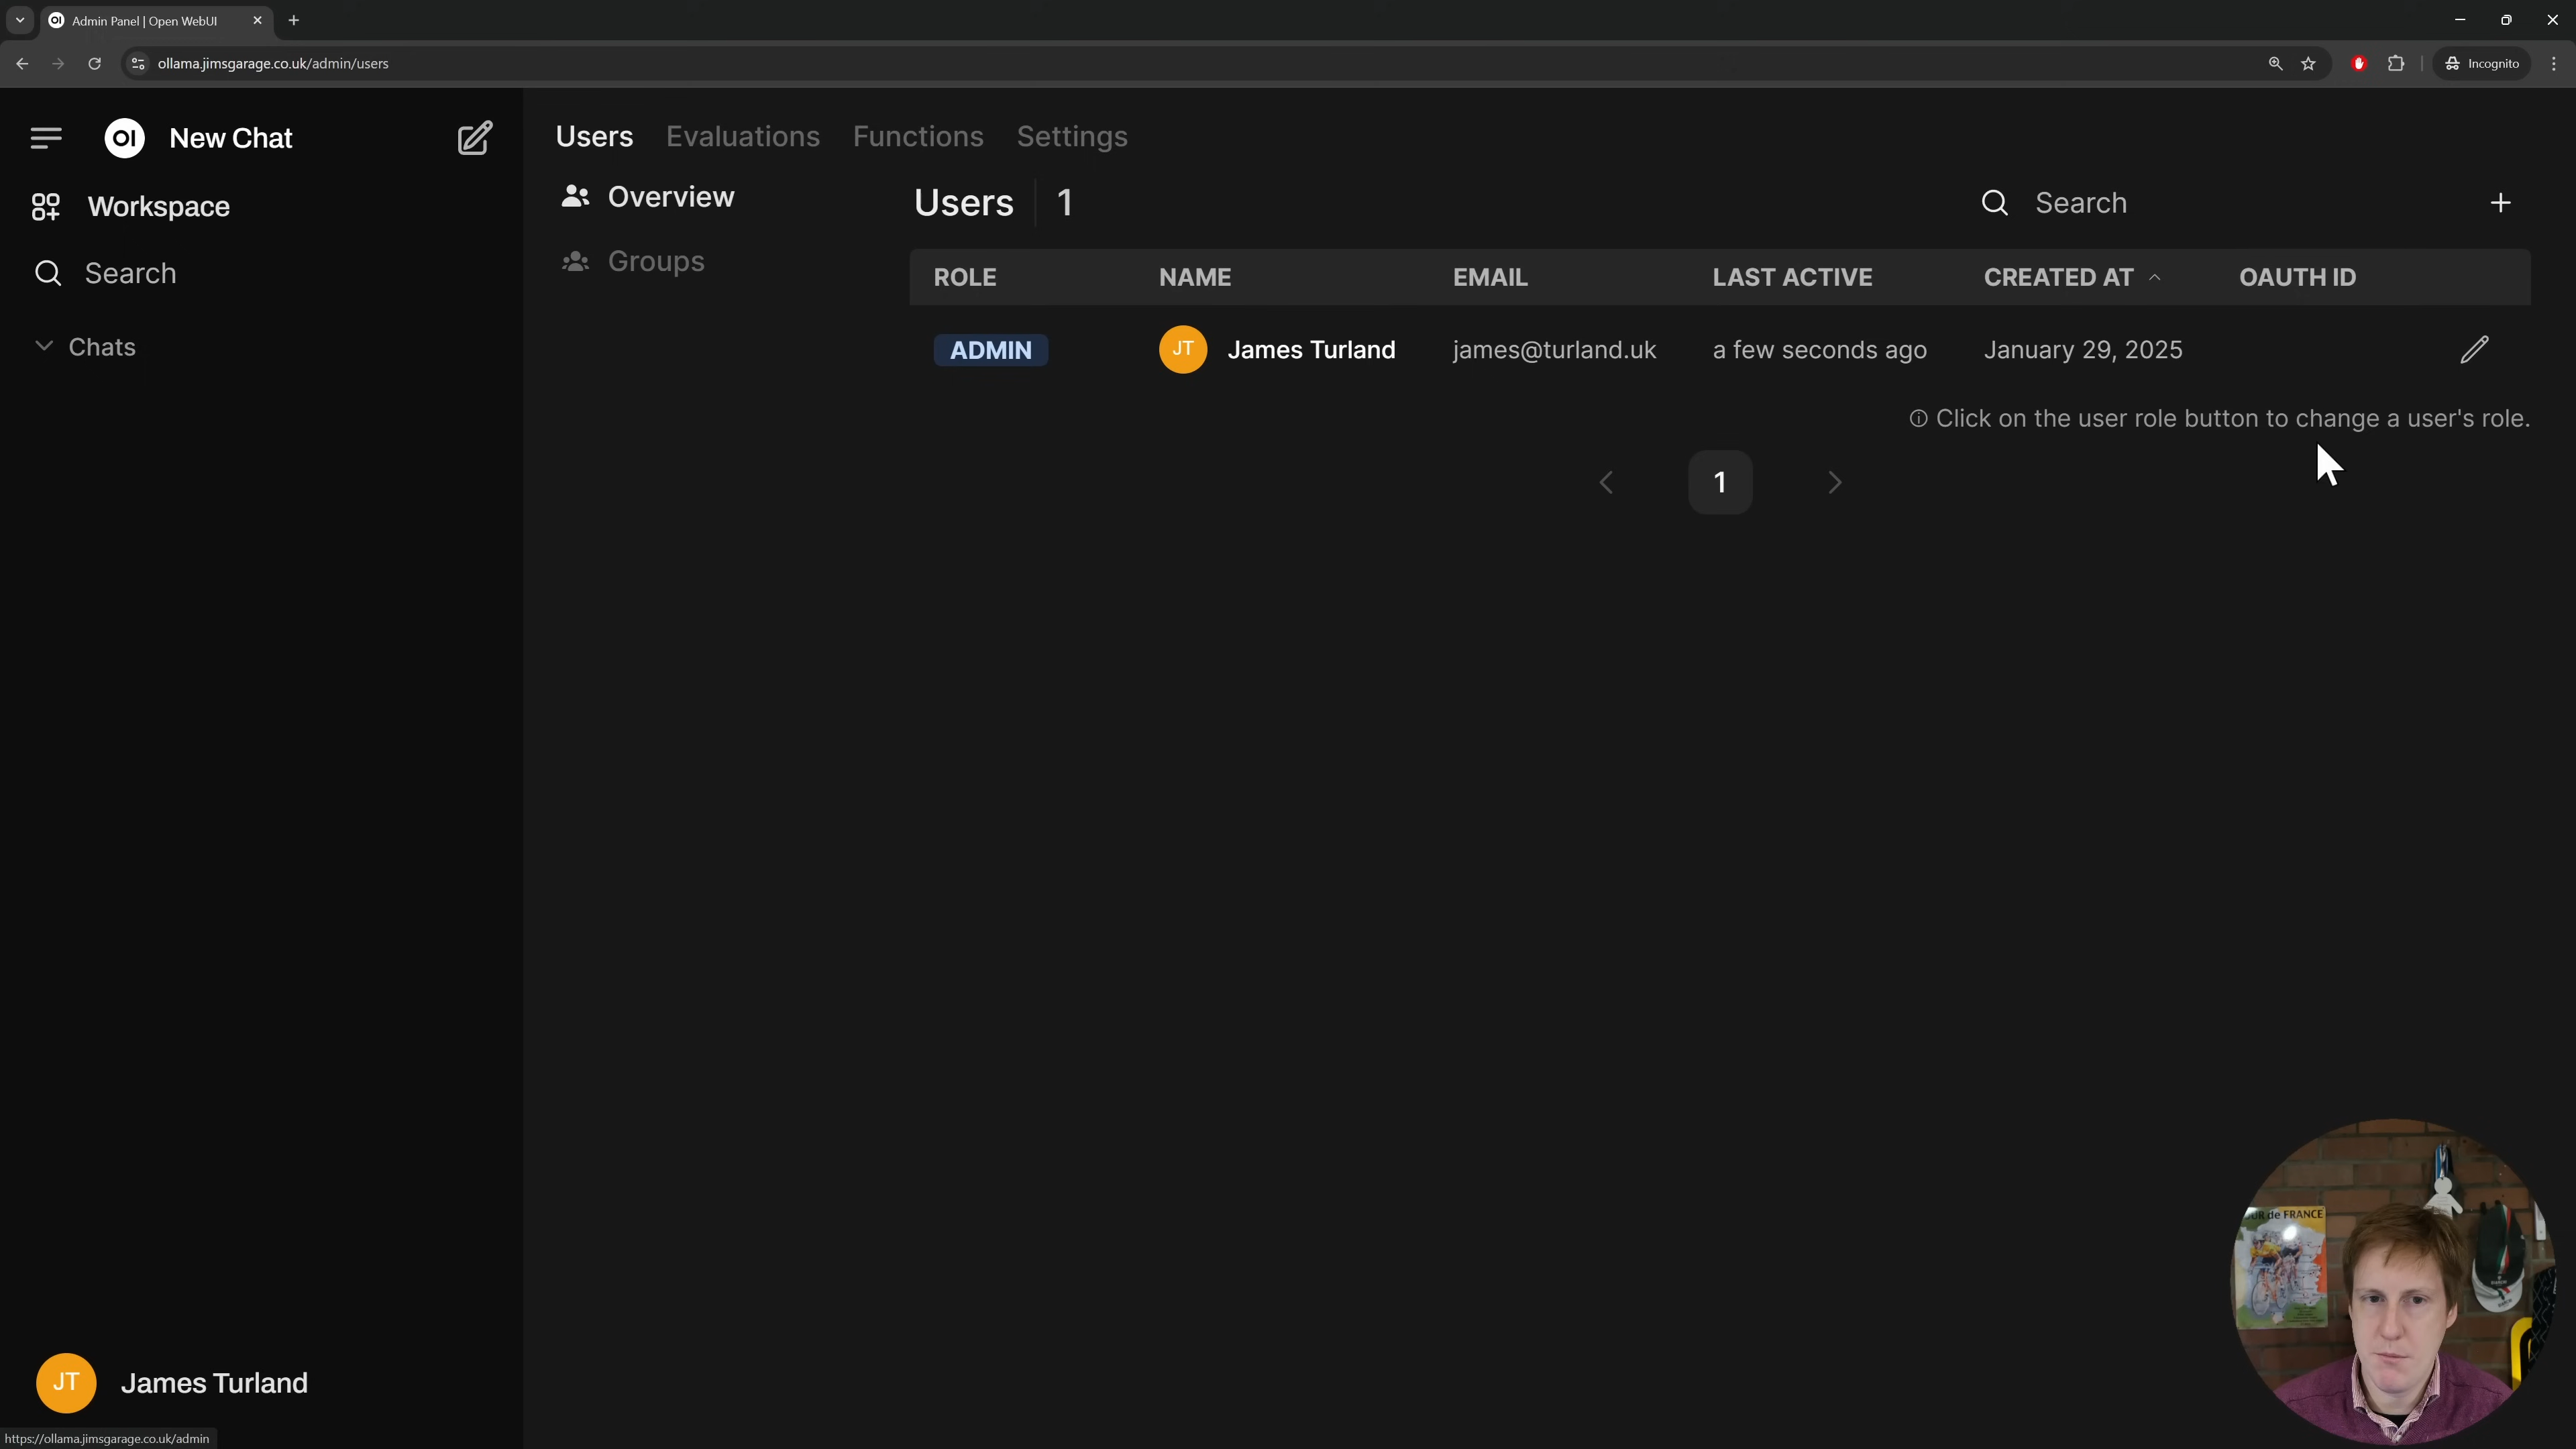 Admin Panel | Open WebUI
ollama.jimsgarage.co.uk/admin/users
Incognito
OI New Chat
Workspace
Search
Chats
Users Evaluations Functions Settings
Overview
Groups
Users 1
Search
ROLE NAME EMAIL LAST ACTIVE CREATED AT OAUTH ID
ADMIN JT James Turland james@turland.uk a few seconds ago January 29, 2025
Click on the user role button to change a user's role.
1
JT James Turland
https://ollama.jimsgarage.co.uk/admin
de FRANCE